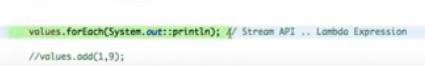 values.forEach(System.out::println); // Stream API .. Lambda Expression
//values.add(1,9);